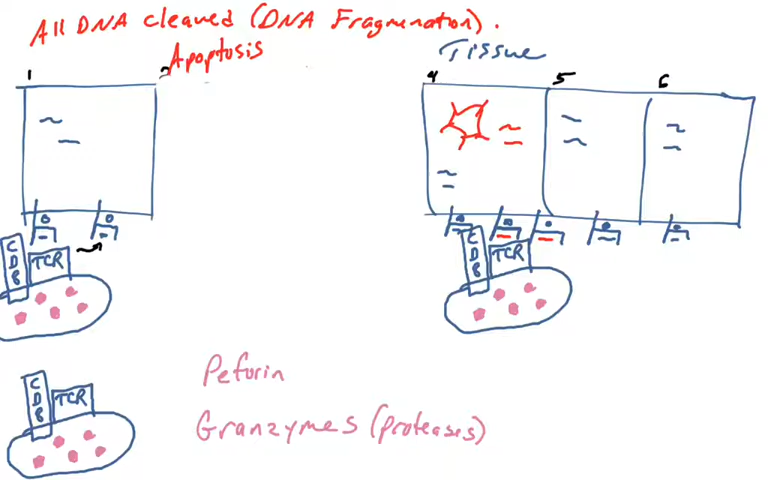 All DNA cleaved (DNA Fragmenation).
Apoptosis
Tissue
1
2
4
5
6
CD8
TCR
CD8
TCR
CD8
TCR
Peforin
Granzymes (proteases)